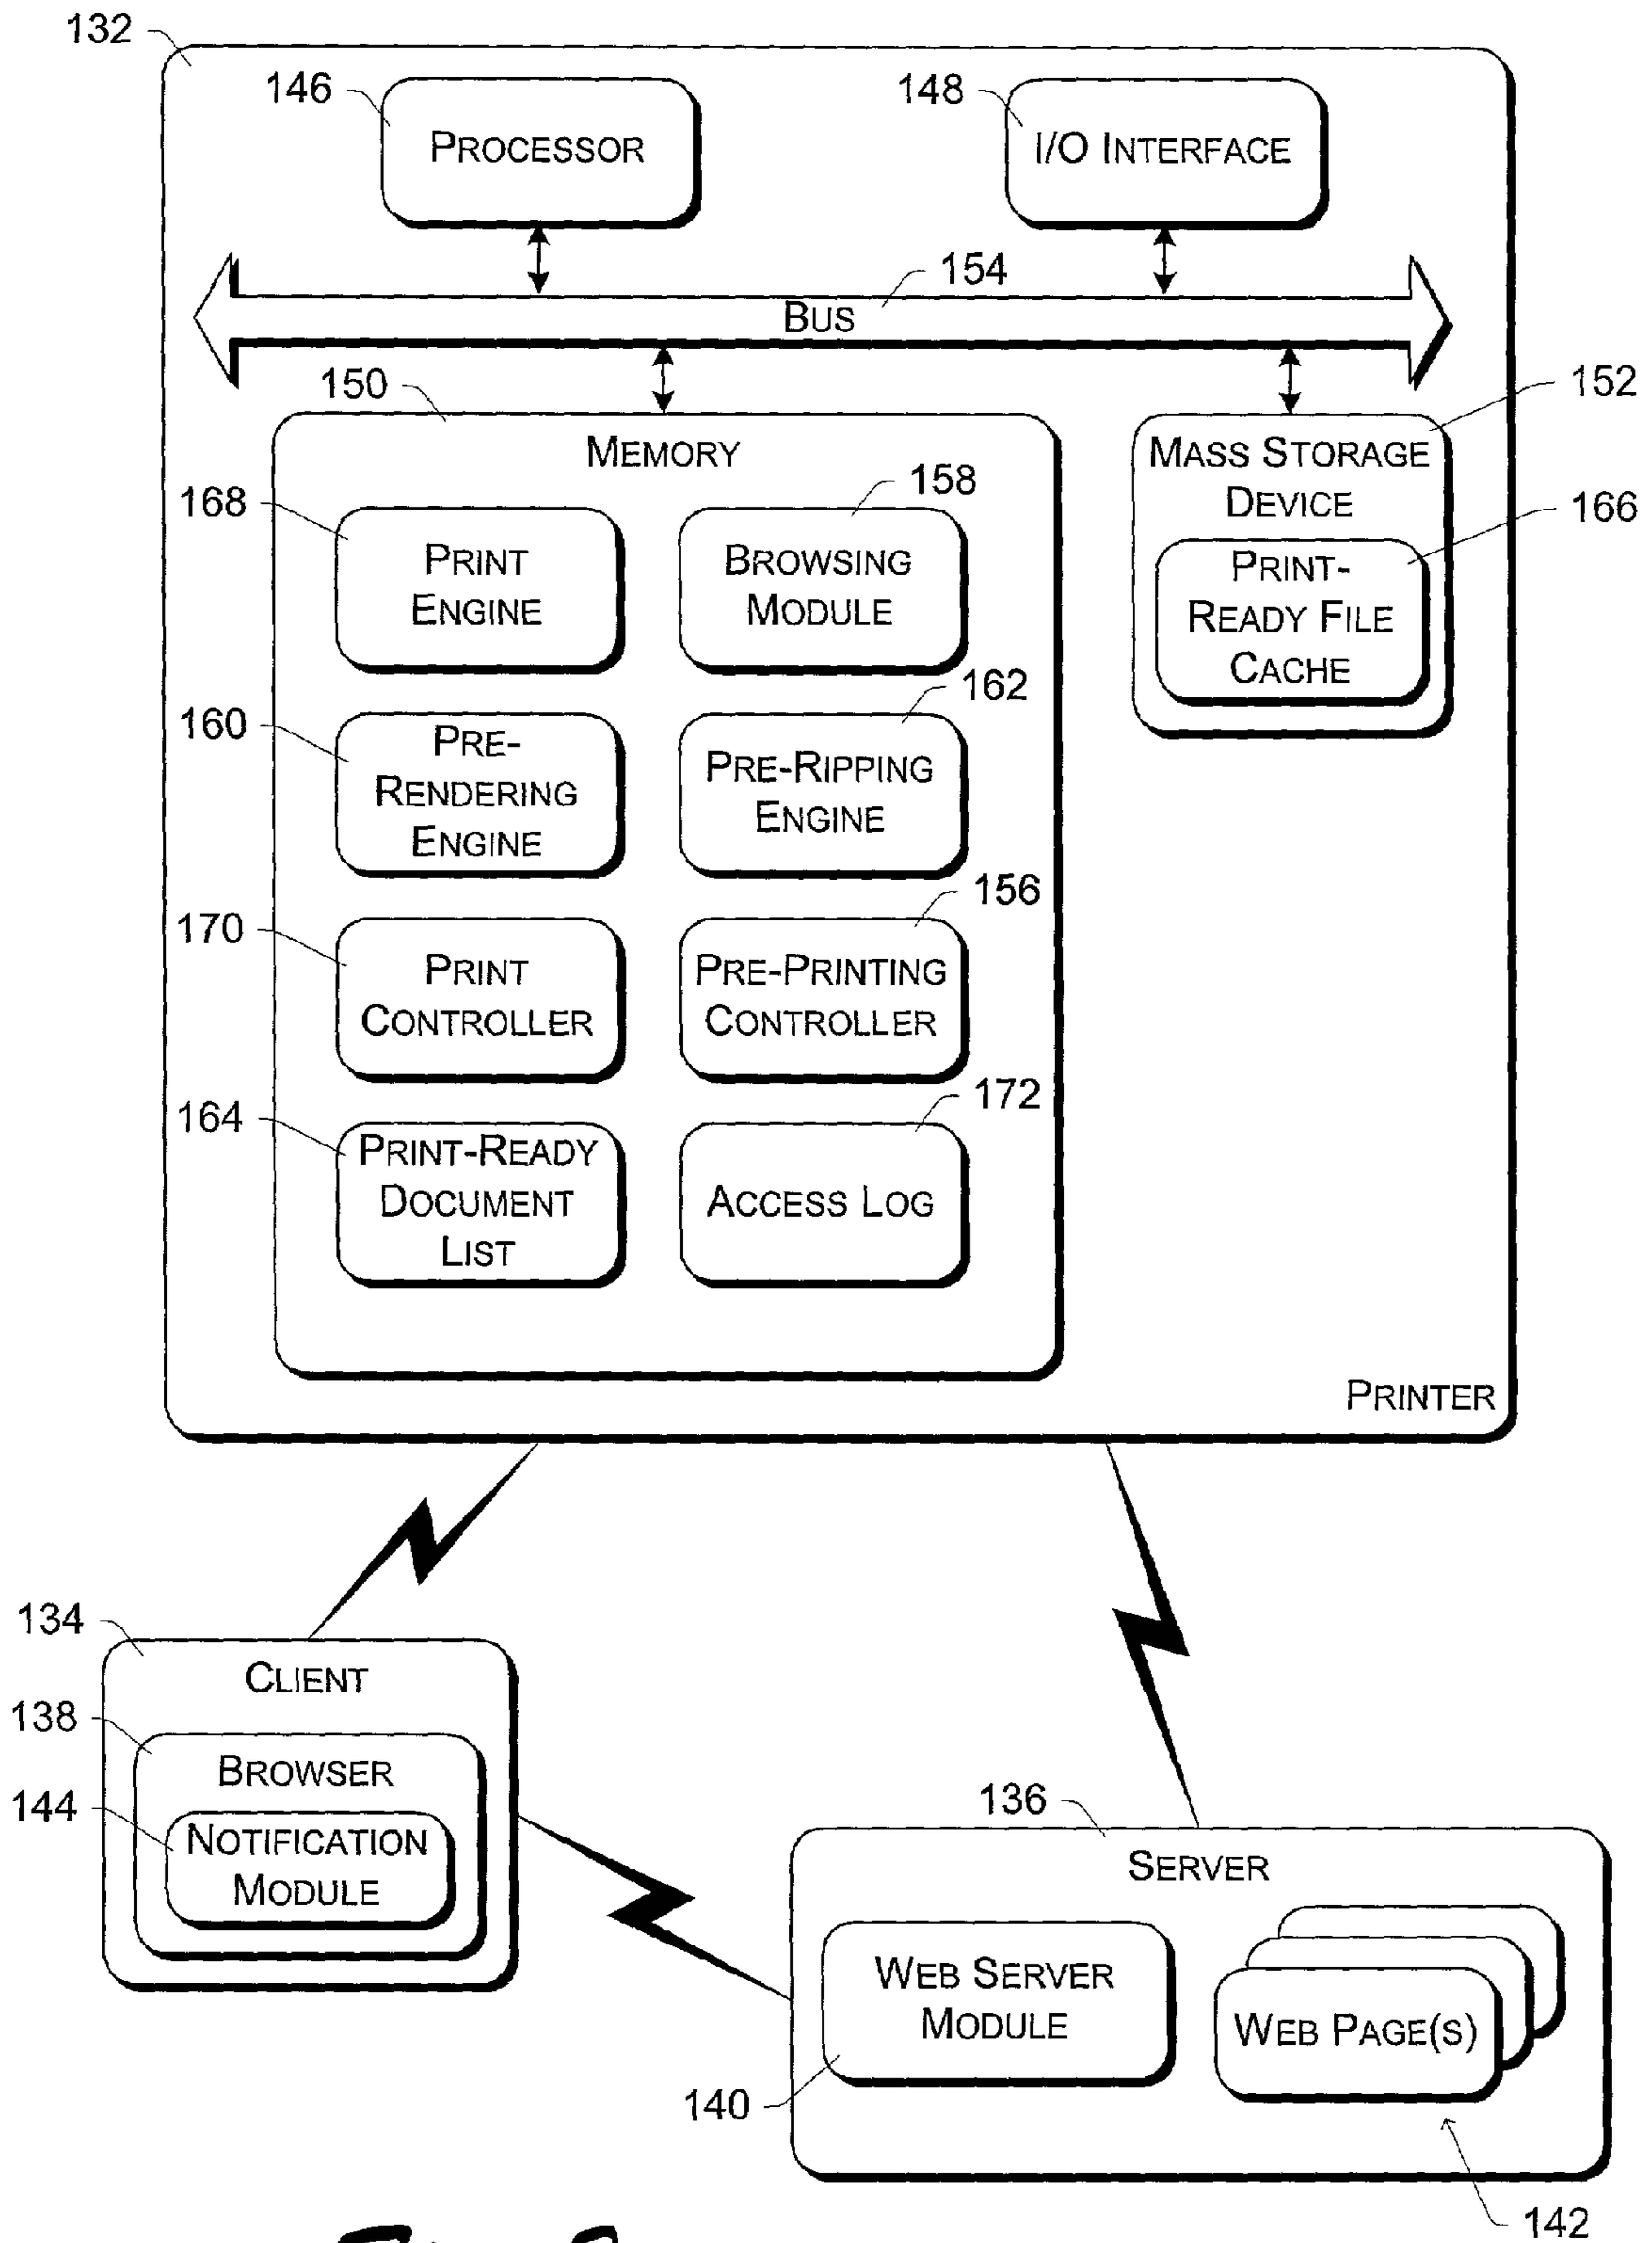 132
146
PROCESSOR
148
I/O INTERFACE
154
BUS
150
MEMORY
152
MASS STORAGE
DEVICE
166
PRINT-
READY FILE
CACHE
168
PRINT
ENGINE
158
BROWSING
MODULE
160
PRE-
RENDERING
ENGINE
162
PRE-RIPPING
ENGINE
170
PRINT
CONTROLLER
156
PRE-PRINTING
CONTROLLER
164
PRINT-READY
DOCUMENT
LIST
172
ACCESS LOG
PRINTER
134
CLIENT
138
BROWSER
144
NOTIFICATION
MODULE
136
SERVER
WEB SERVER
MODULE
140
WEB PAGE(S)
142